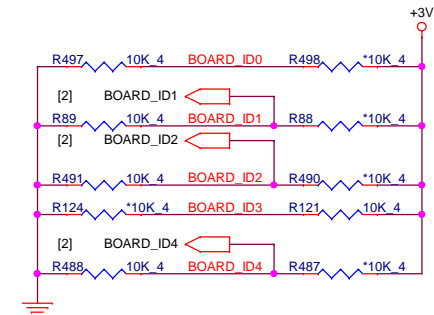 +3V
R497 10K_4 BOARD_ID0 R498 *10K_4
[2] BOARD_ID1
R89 10K_4 BOARD_ID1 R88 *10K_4
[2] BOARD_ID2
R491 10K_4 BOARD_ID2 R490 *10K_4
R124 *10K_4 BOARD_ID3 R121 10K_4
[2] BOARD_ID4
R488 10K_4 BOARD_ID4 R487 *10K_4